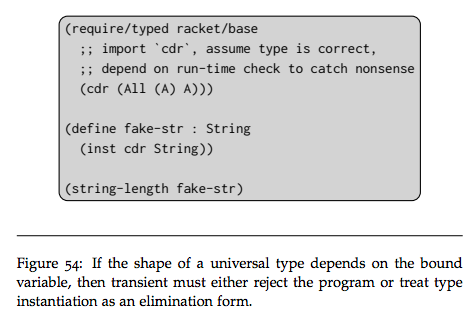 (require/typed racket/base
;; import `cdr`, assume type is correct,
;; depend on run-time check to catch nonsense
(cdr (All (A) A)))
(define fake-str : String
(inst cdr String))
(string-length fake-str)
Figure 54: If the shape of a universal type depends on the bound
variable, then transient must either reject the program or treat type
instantiation as an elimination form.